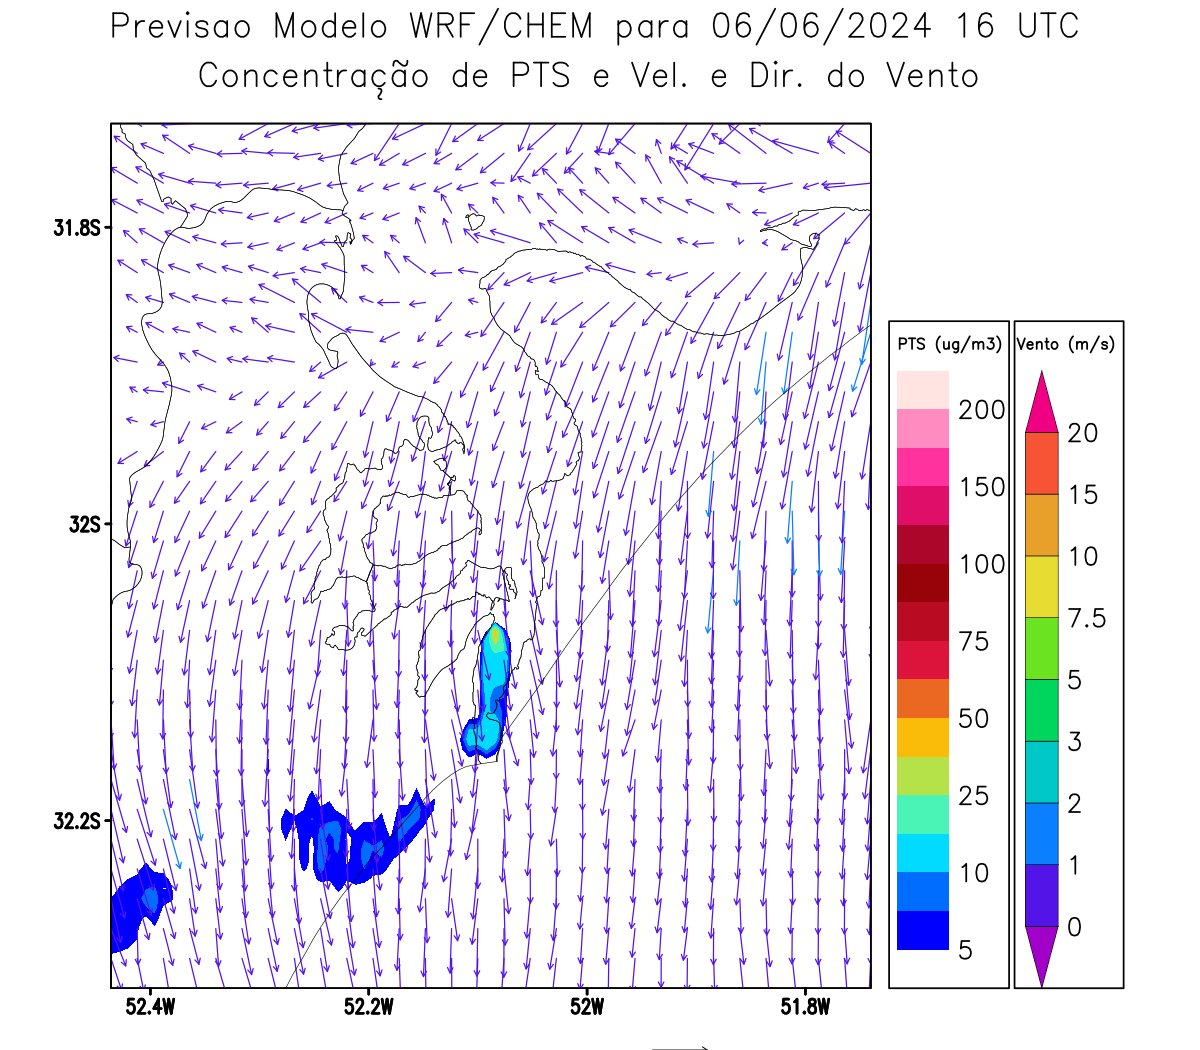 Previsao Modelo WRF/CHEM para 06/06/2024 16 UTC
Concentração de PTS e Vel. e Dir. do Vento
31.8S
32S
32.2S
52.4W
52.2W
52W
51.8W
PTS (ug/m3)
200
150
100
75
50
25
10
5
Vento (m/s)
20
15
10
7.5
5
3
2
1
0